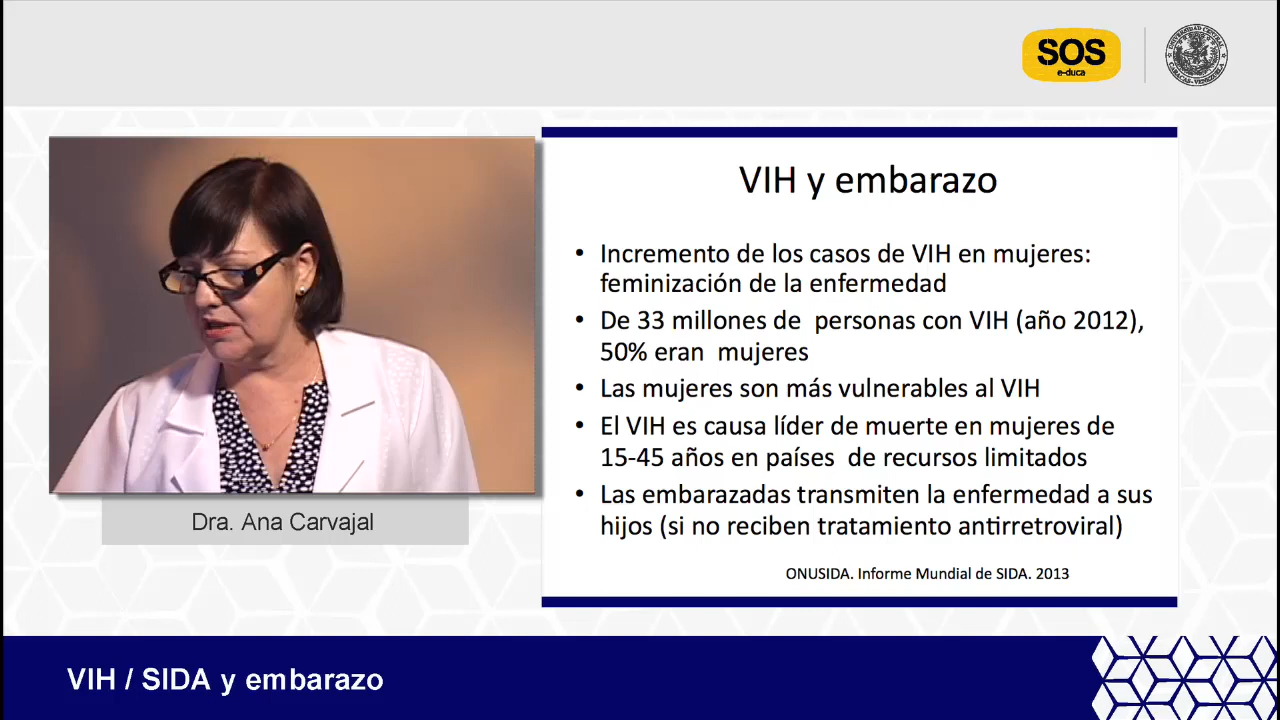 SOS
e-duca
UNIVERSIDAD CENTRAL
CARACAS-VENEZUELA
VIH y embarazo
• Incremento de los casos de VIH en mujeres:
feminización de la enfermedad
• De 33 millones de personas con VIH (año 2012),
50% eran mujeres
• Las mujeres son más vulnerables al VIH
• El VIH es causa líder de muerte en mujeres de
15-45 años en países de recursos limitados
• Las embarazadas transmiten la enfermedad a sus
hijos (si no reciben tratamiento antirretroviral)
ONUSIDA. Informe Mundial de SIDA. 2013
Dra. Ana Carvajal
VIH / SIDA y embarazo